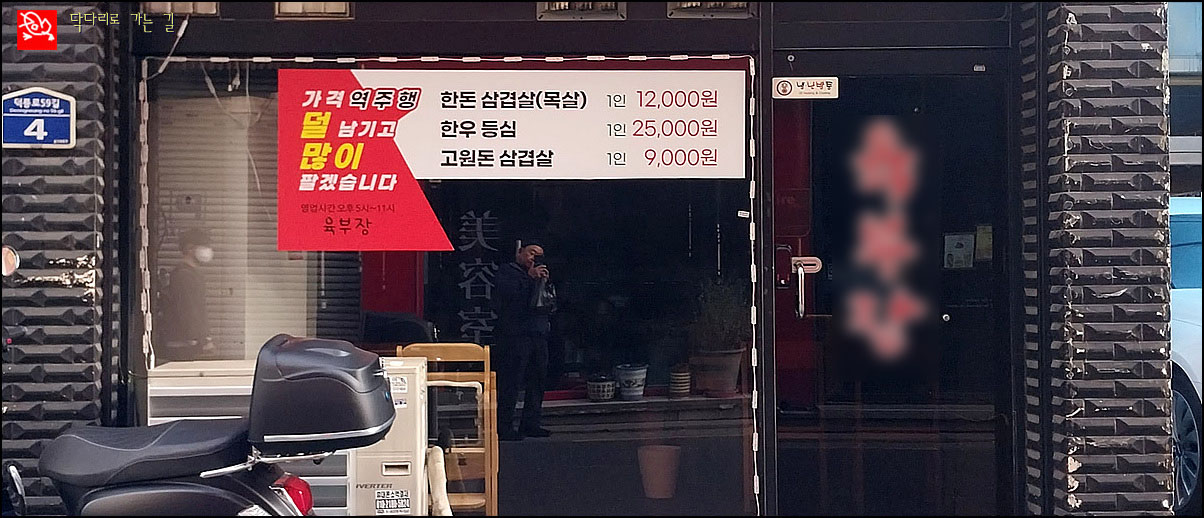 닥다리로 가는 길
덕릉로59길
4
가격 역주행
덜 남기고
많이
팔겠습니다
영업시간 오후 5시~11시
육부장
한돈 삼겹살(목살) 1인 12,000원
한우 등심 1인 25,000원
고원돈 삼겹살 1인 9,000원
美容室
INVERTER